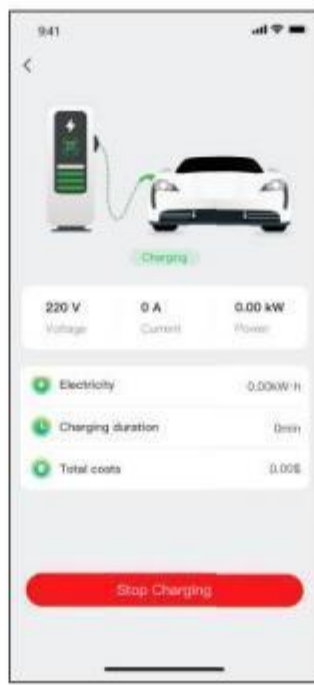 9:41
Charging
220 V 0 A 0.00 kW
Voltage Current Power
Electricity 0.00kW·h
Charging duration 0min
Total costs 0.00$
Stop Charging